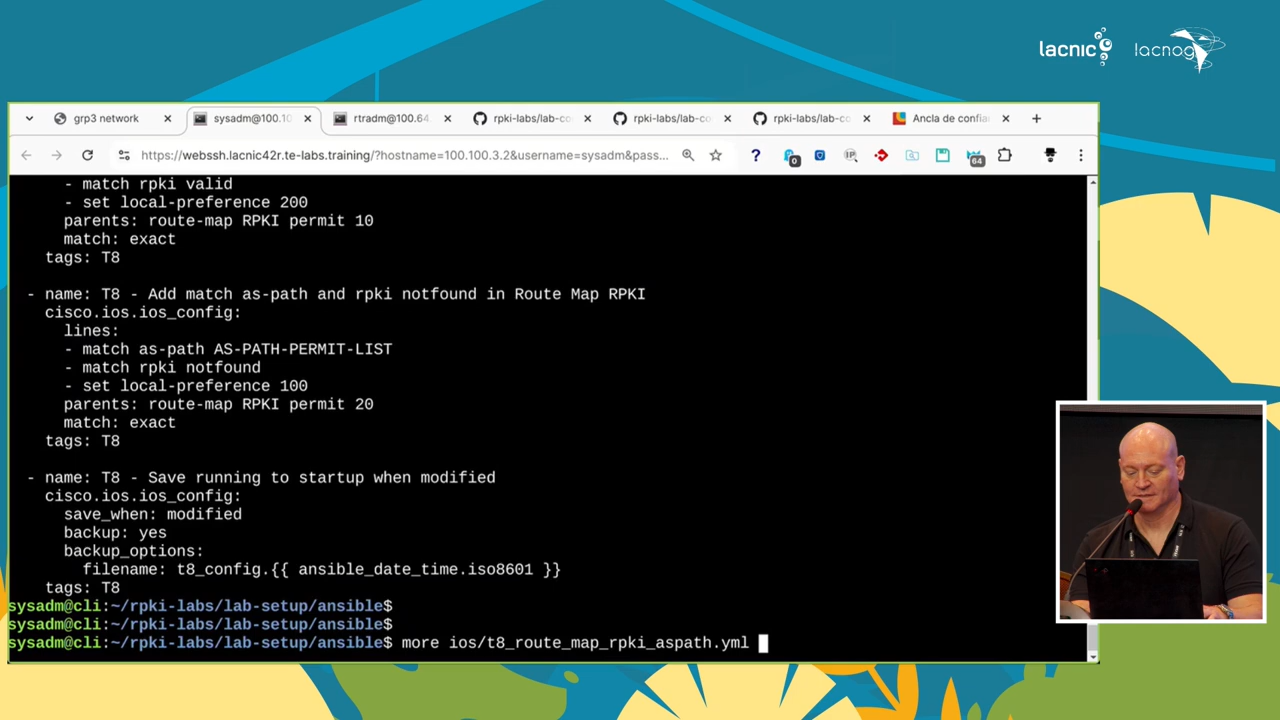 lacnic
lacnog
grp3 network
sysadm@100.10
rtradm@100.64.
rpki-labs/lab-co
rpki-labs/lab-co
rpki-labs/lab-co
Ancla de confia
https://webssh.lacnic42r.te-labs.training/?hostname=100.100.3.2&username=sysadm&pass...
? 0 IP 64
- match rpki valid
- set local-preference 200
parents: route-map RPKI permit 10
match: exact
tags: T8
- name: T8 - Add match as-path and rpki notfound in Route Map RPKI
cisco.ios.ios_config:
lines:
- match as-path AS-PATH-PERMIT-LIST
- match rpki notfound
- set local-preference 100
parents: route-map RPKI permit 20
match: exact
tags: T8
- name: T8 - Save running to startup when modified
cisco.ios.ios_config:
save_when: modified
backup: yes
backup_options:
filename: t8_config.{{ ansible_date_time.iso8601 }}
tags: T8
sysadm@cli:~/rpki-labs/lab-setup/ansible$
sysadm@cli:~/rpki-labs/lab-setup/ansible$
sysadm@cli:~/rpki-labs/lab-setup/ansible$ more ios/t8_route_map_rpki_aspath.yml